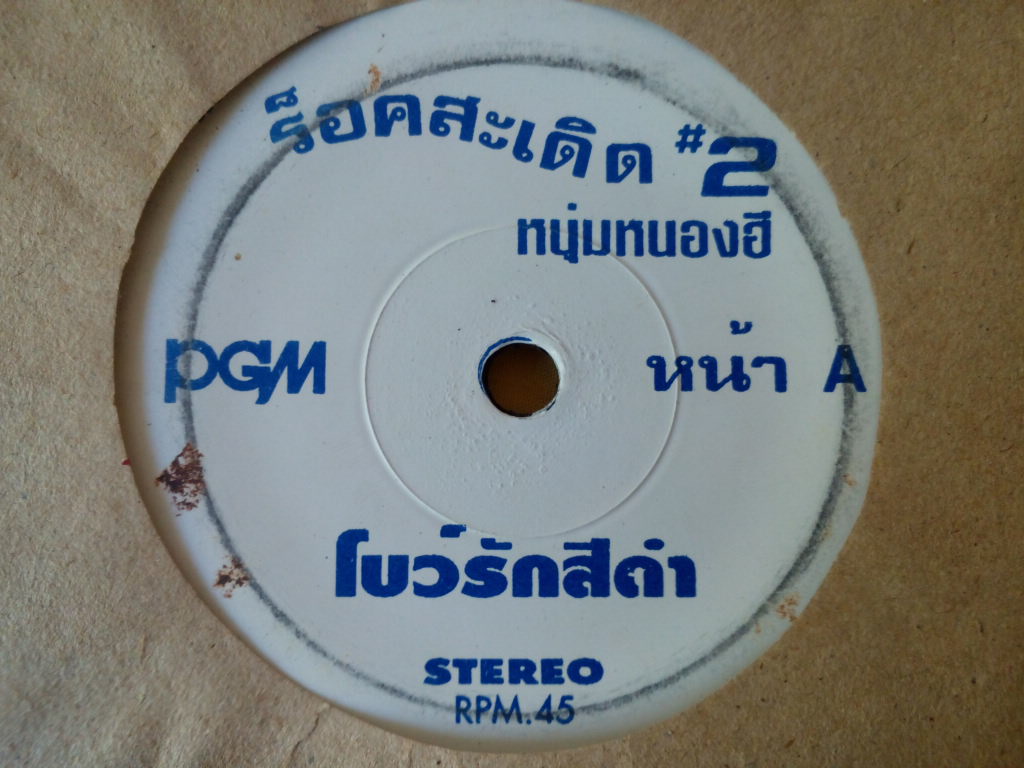 ร็อคสะเดิด #2
หนุ่มหนองฮี
PGM
หน้า A
โบว์รักสีดำ
STEREO
RPM.45